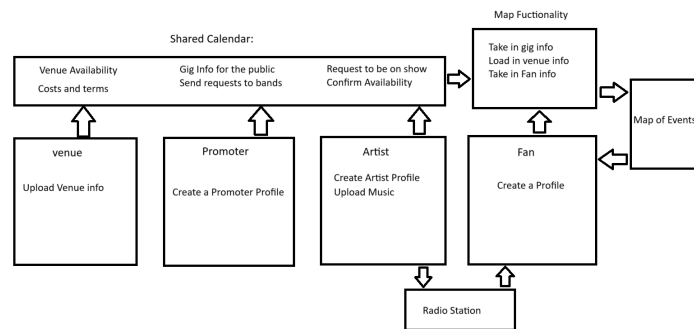 Map Fuctionality
Shared Calendar:
Venue Availability
Costs and terms
Gig Info for the public
Send requests to bands
Request to be on show
Confirm Availability
Take in gig info
Load in venue info
Take in Fan info
Map of Events
venue
Upload Venue info
Promoter
Create a Promoter Profile
Artist
Create Artist Profile
Upload Music
Fan
Create a Profile
Radio Station